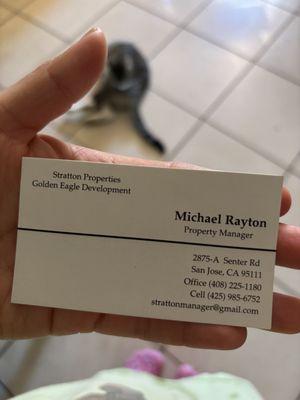 Stratton Properties
Golden Eagle Development
Michael Rayton
Property Manager
2875-A Senter Rd
San Jose, CA 95111
Office (408) 225-1180
Cell (425) 985-6752
strattonmanager@gmail.com